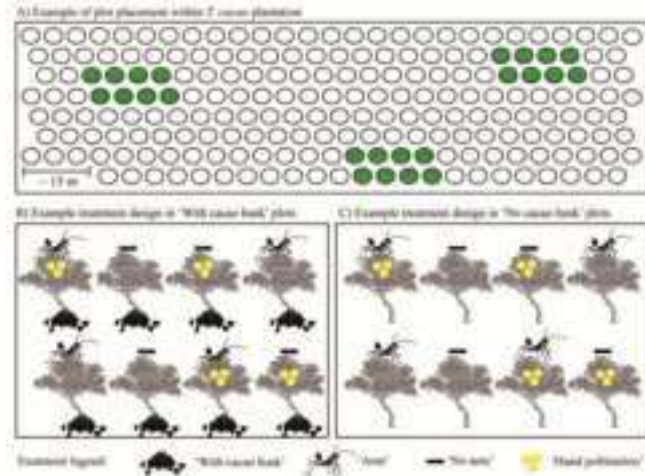 A) Example of plot placement within T. cacao plantation
~ 15 m
B) Example treatment design in 'With cacao husk' plots
C) Example treatment design in 'No cacao husk' plots
Treatment legend:
'With cacao husk'
'Ants'
'No ants'
'Hand pollination'